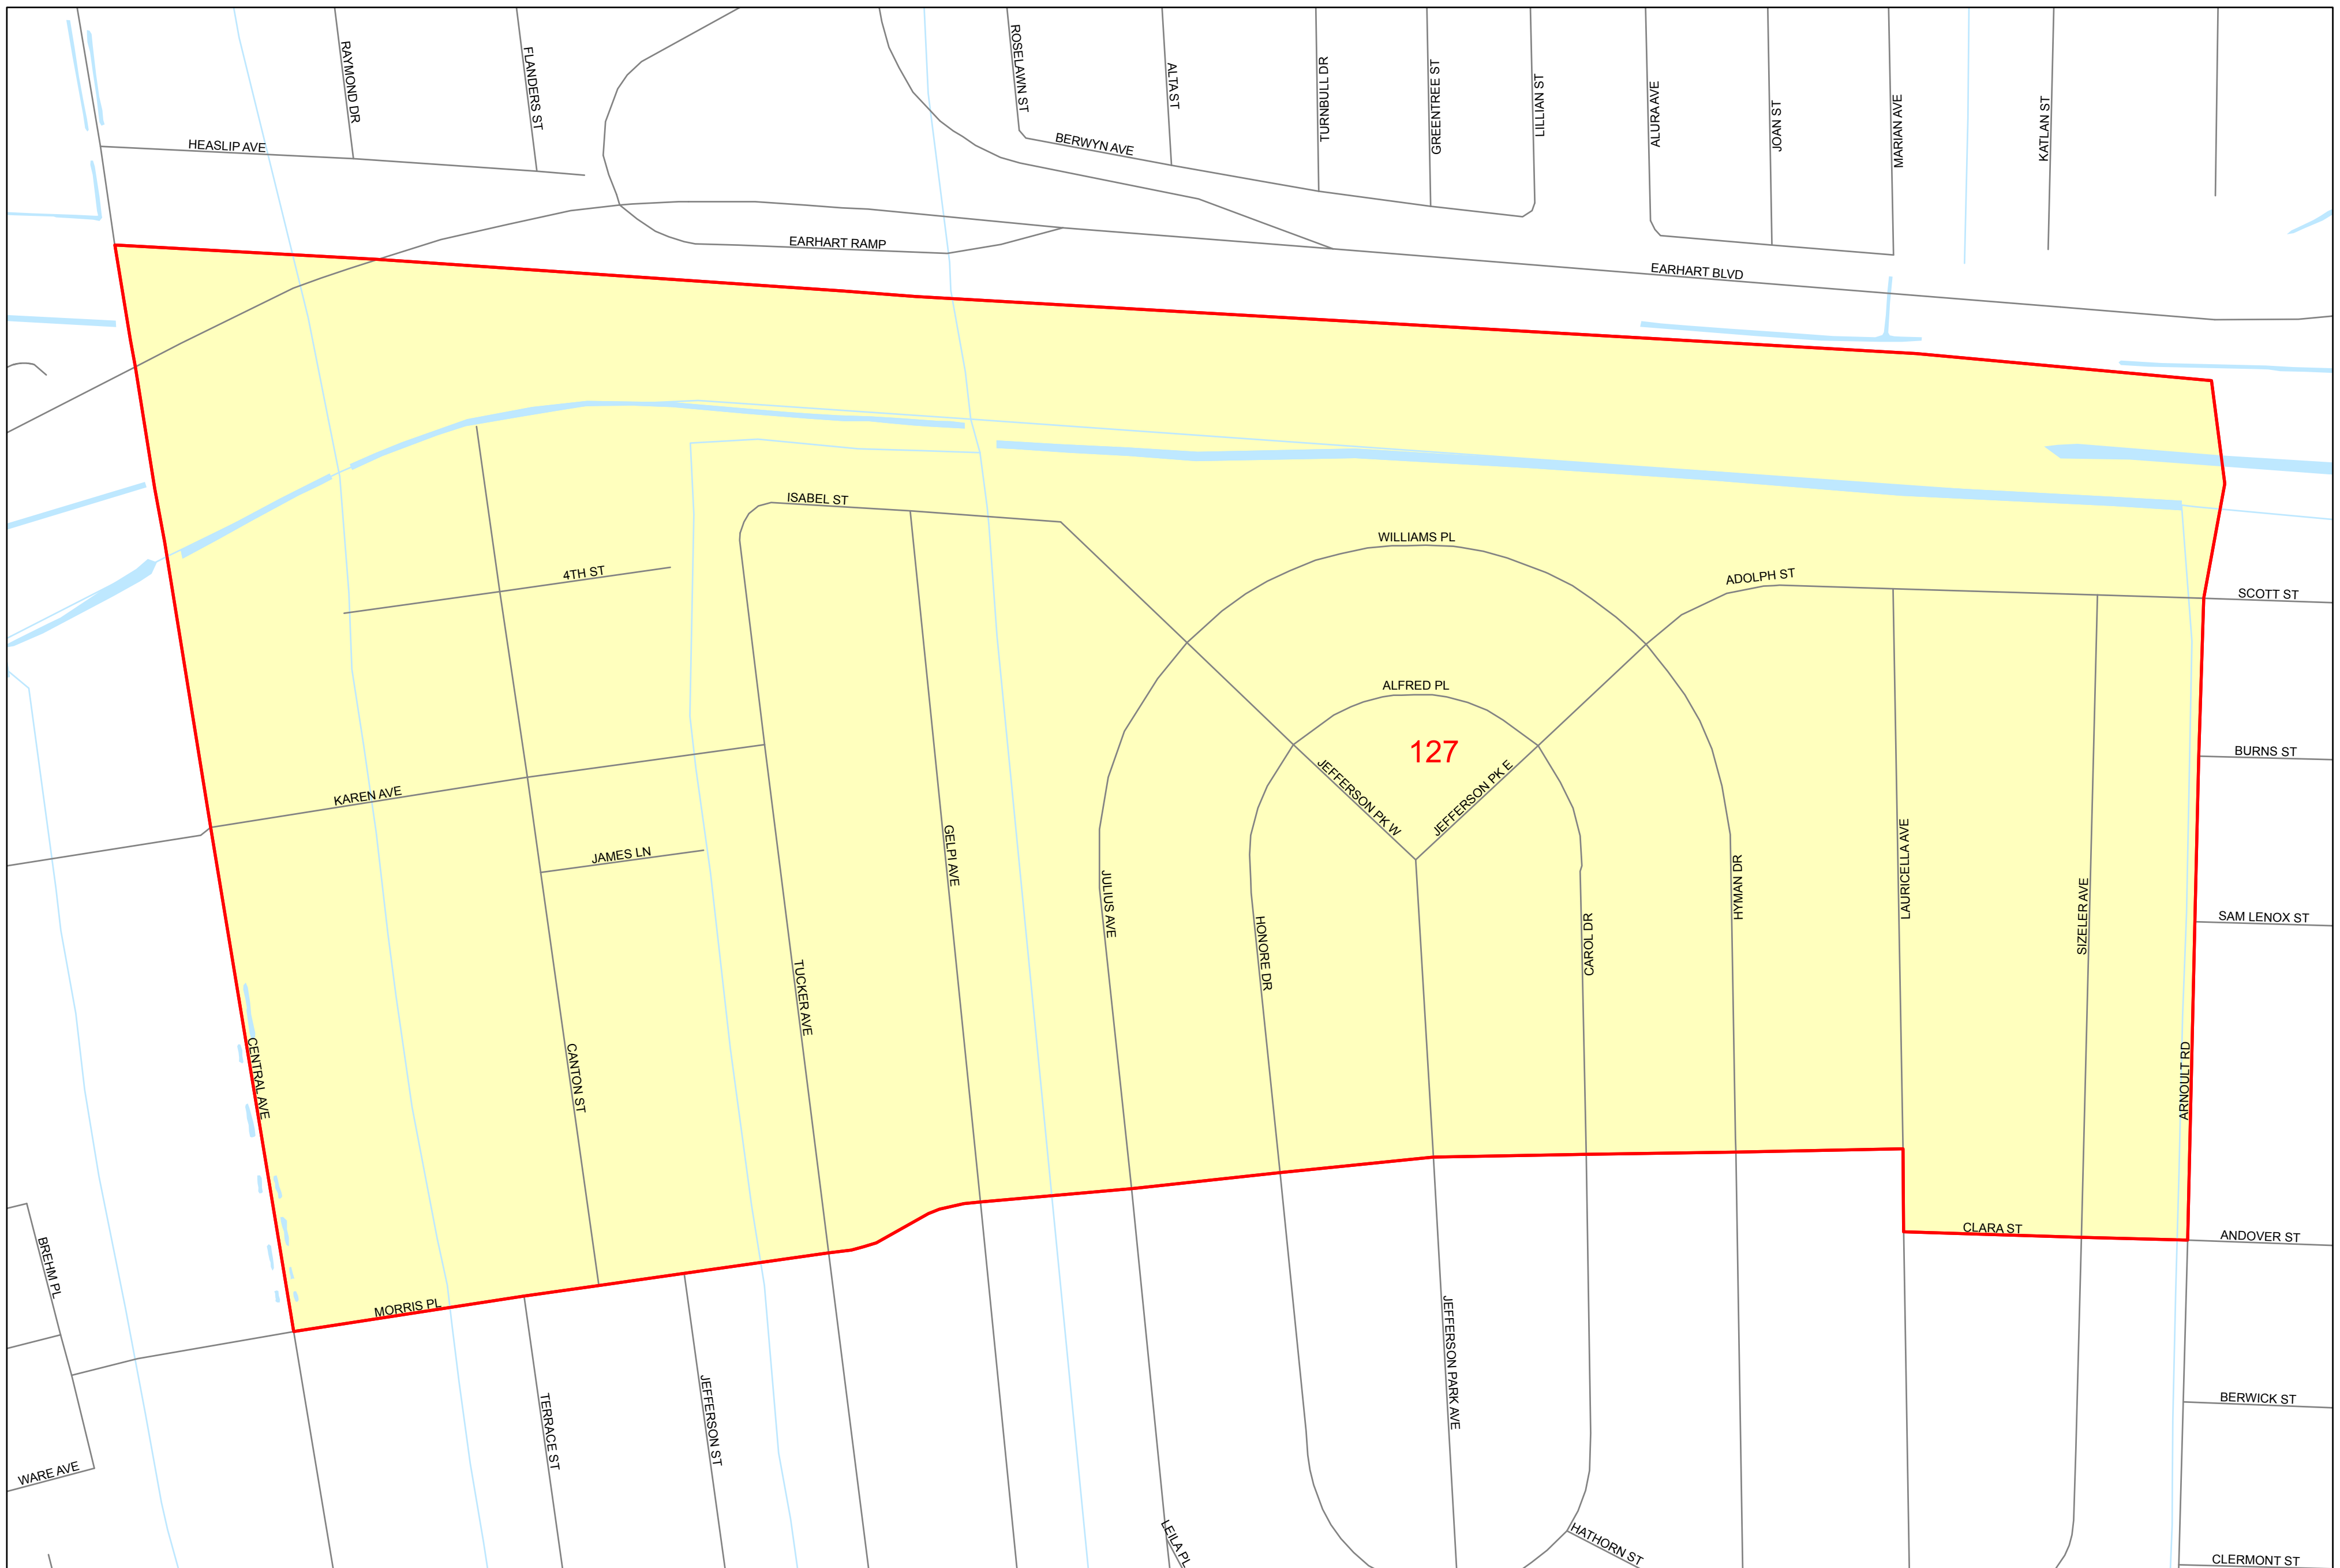 RAYMOND DR
FLANDERS ST
ROSELAWN ST
ALTA ST
TURNBULL DR
GREENTREE ST
LILLIAN ST
ALURA AVE
JOAN ST
MARIAN AVE
KATLAN ST
HEASLIP AVE
BERWYN AVE
EARHART RAMP
EARHART BLVD
ISABEL ST
WILLIAMS PL
4TH ST
ADOLPH ST
SCOTT ST
ALFRED PL
127
BURNS ST
JEFFERSON PK W
JEFFERSON PK E
KAREN AVE
JAMES LN
GELPI AVE
JULIUS AVE
HONORE DR
CAROL DR
HYMAN DR
LAURICELLA AVE
SIZELER AVE
SAM LENOX ST
TUCKER AVE
CENTRAL AVE
CANTON ST
ARNOULT RD
CLARA ST
ANDOVER ST
BREHM PL
MORRIS PL
JEFFERSON PARK AVE
TERRACE ST
JEFFERSON ST
BERWICK ST
WARE AVE
LEILA PL
HATHORN ST
CLERMONT ST